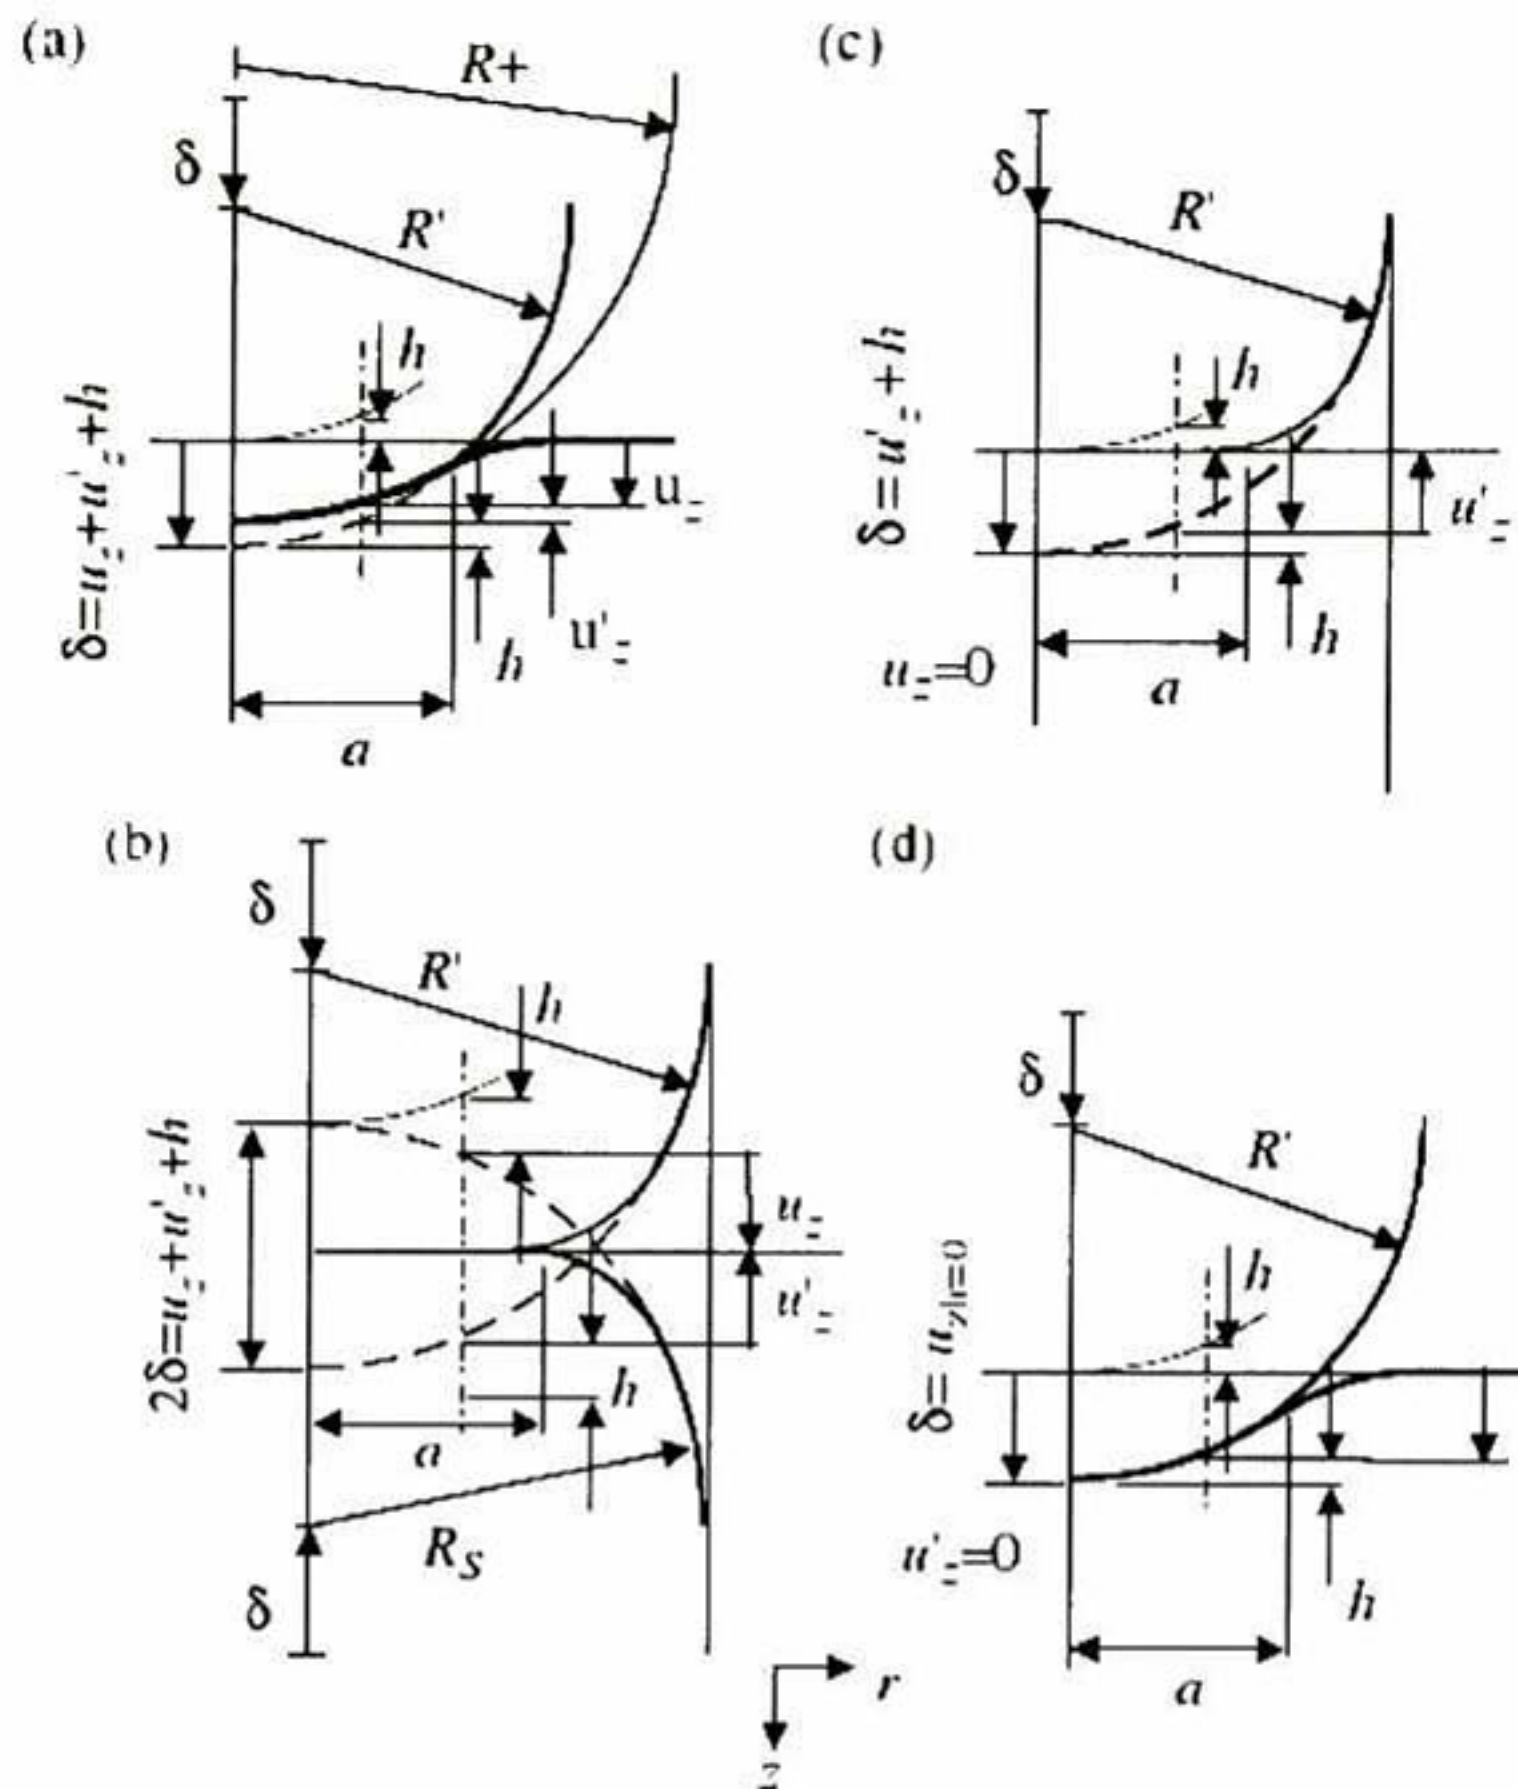 (a)
R+
δ
R'
h
δ=u_z+u'_z+h
u_z
u'_z
h
a
(c)
δ
R'
h
δ=u'_z+h
u'_z
h
u_z=0
a
(b)
δ
R'
h
2δ=u_z+u'_z+h
u_z
u'_z
h
a
R_S
δ
r
z
(d)
δ
R'
h
δ=u_z|r=0
u'_z=0
h
a